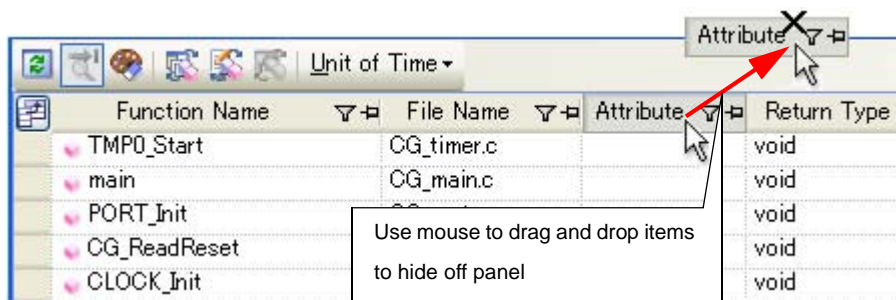 Attribute
Unit of Time
Function Name File Name Attribute Return Type
TMP0_Start CG_timer.c void
main CG_main.c void
PORT_Init void
CG_ReadReset void
CLOCK_Init void
Use mouse to drag and drop items
to hide off panel